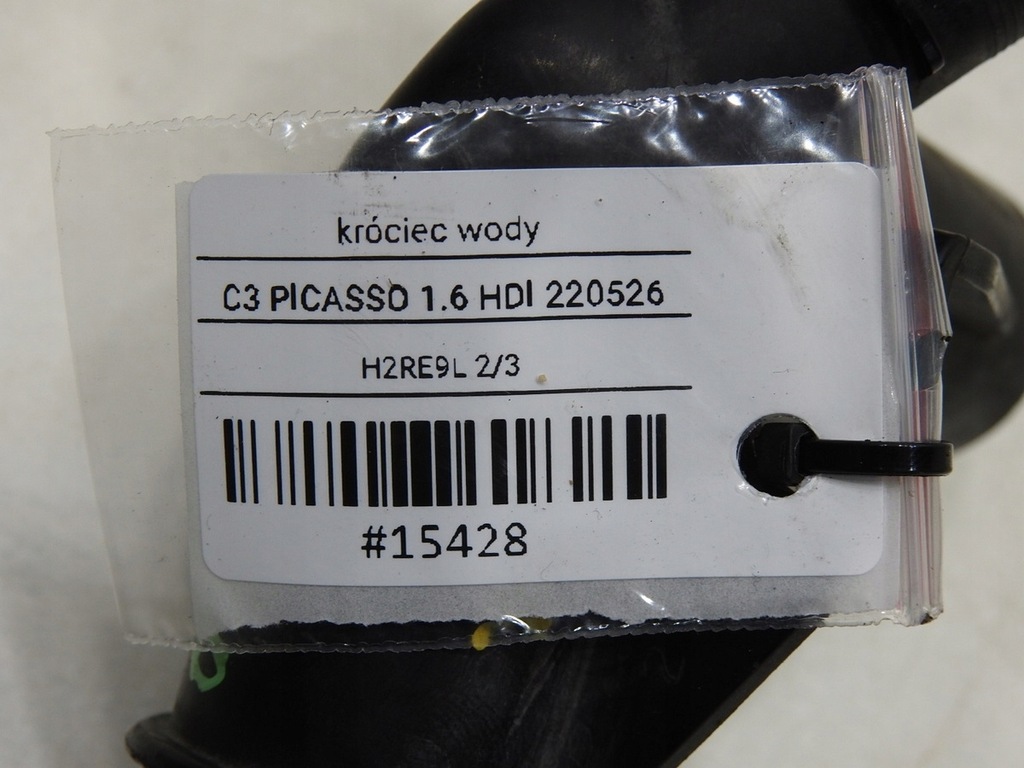 króciec wody
C3 PICASSO 1.6 HDI 220526
H2RE9L 2/3
#15428